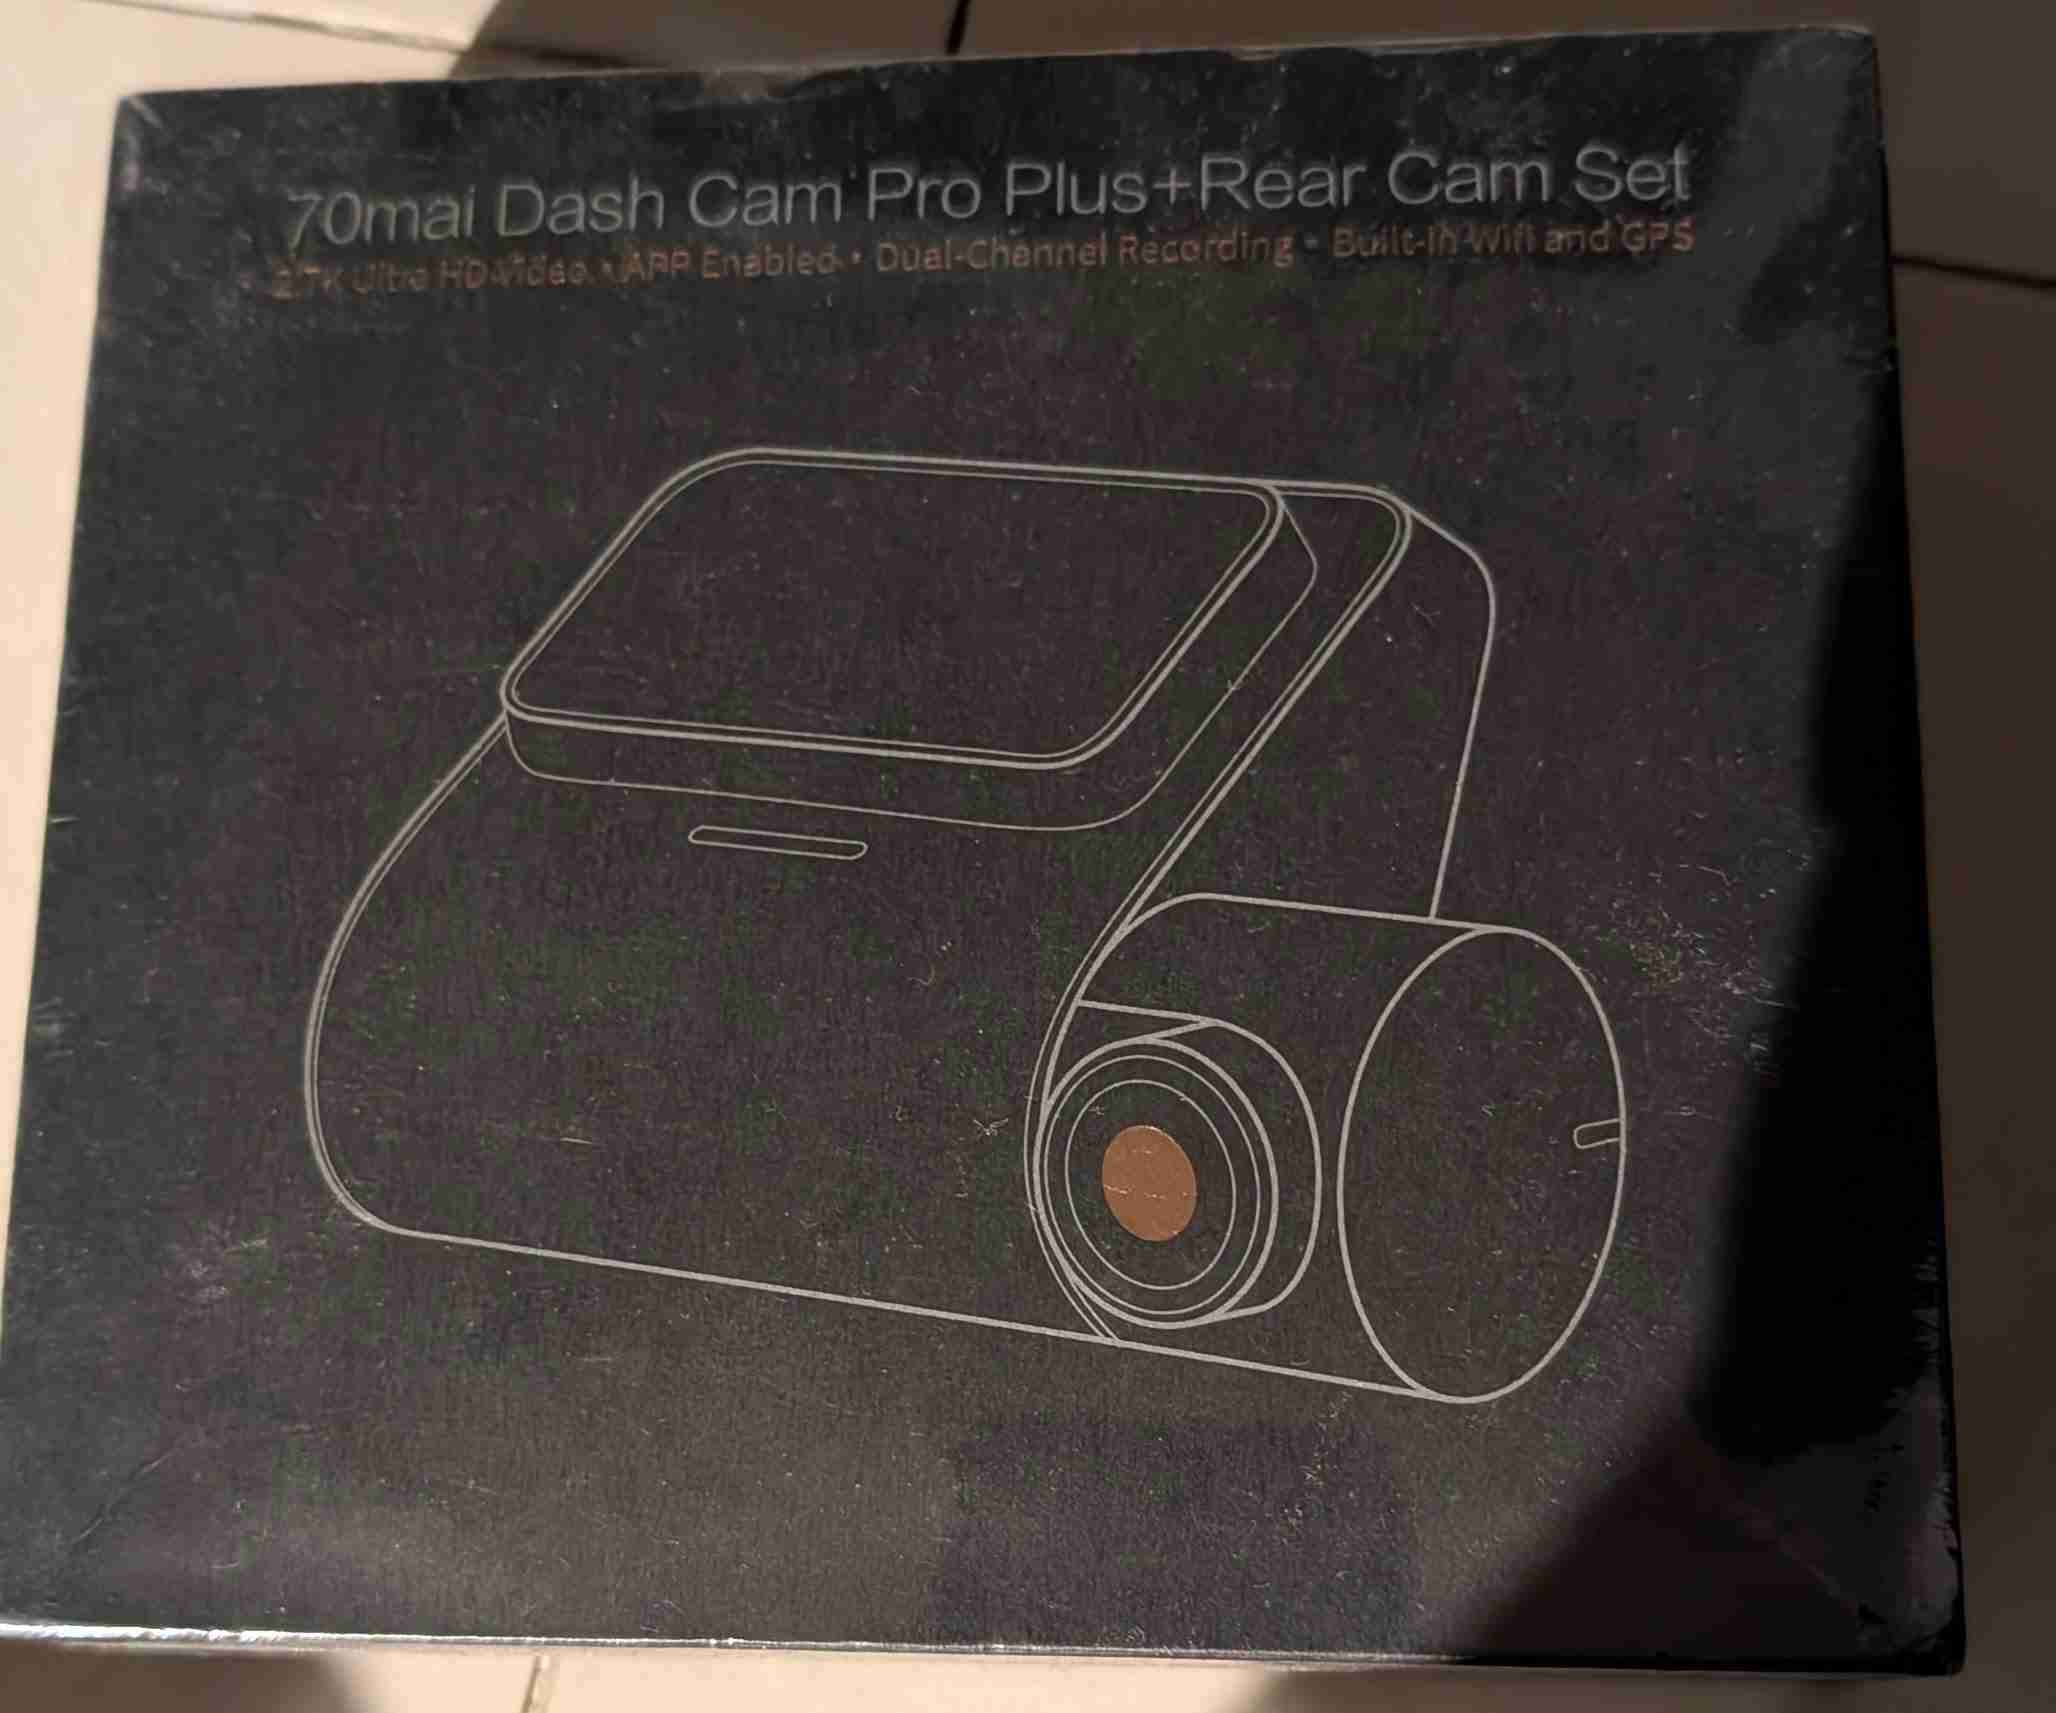 70mai Dash Cam Pro Plus+Rear Cam Set
2.7K Ultra HD Video • APP Enabled • Dual-Channel Recording • Built-in Wifi and GPS